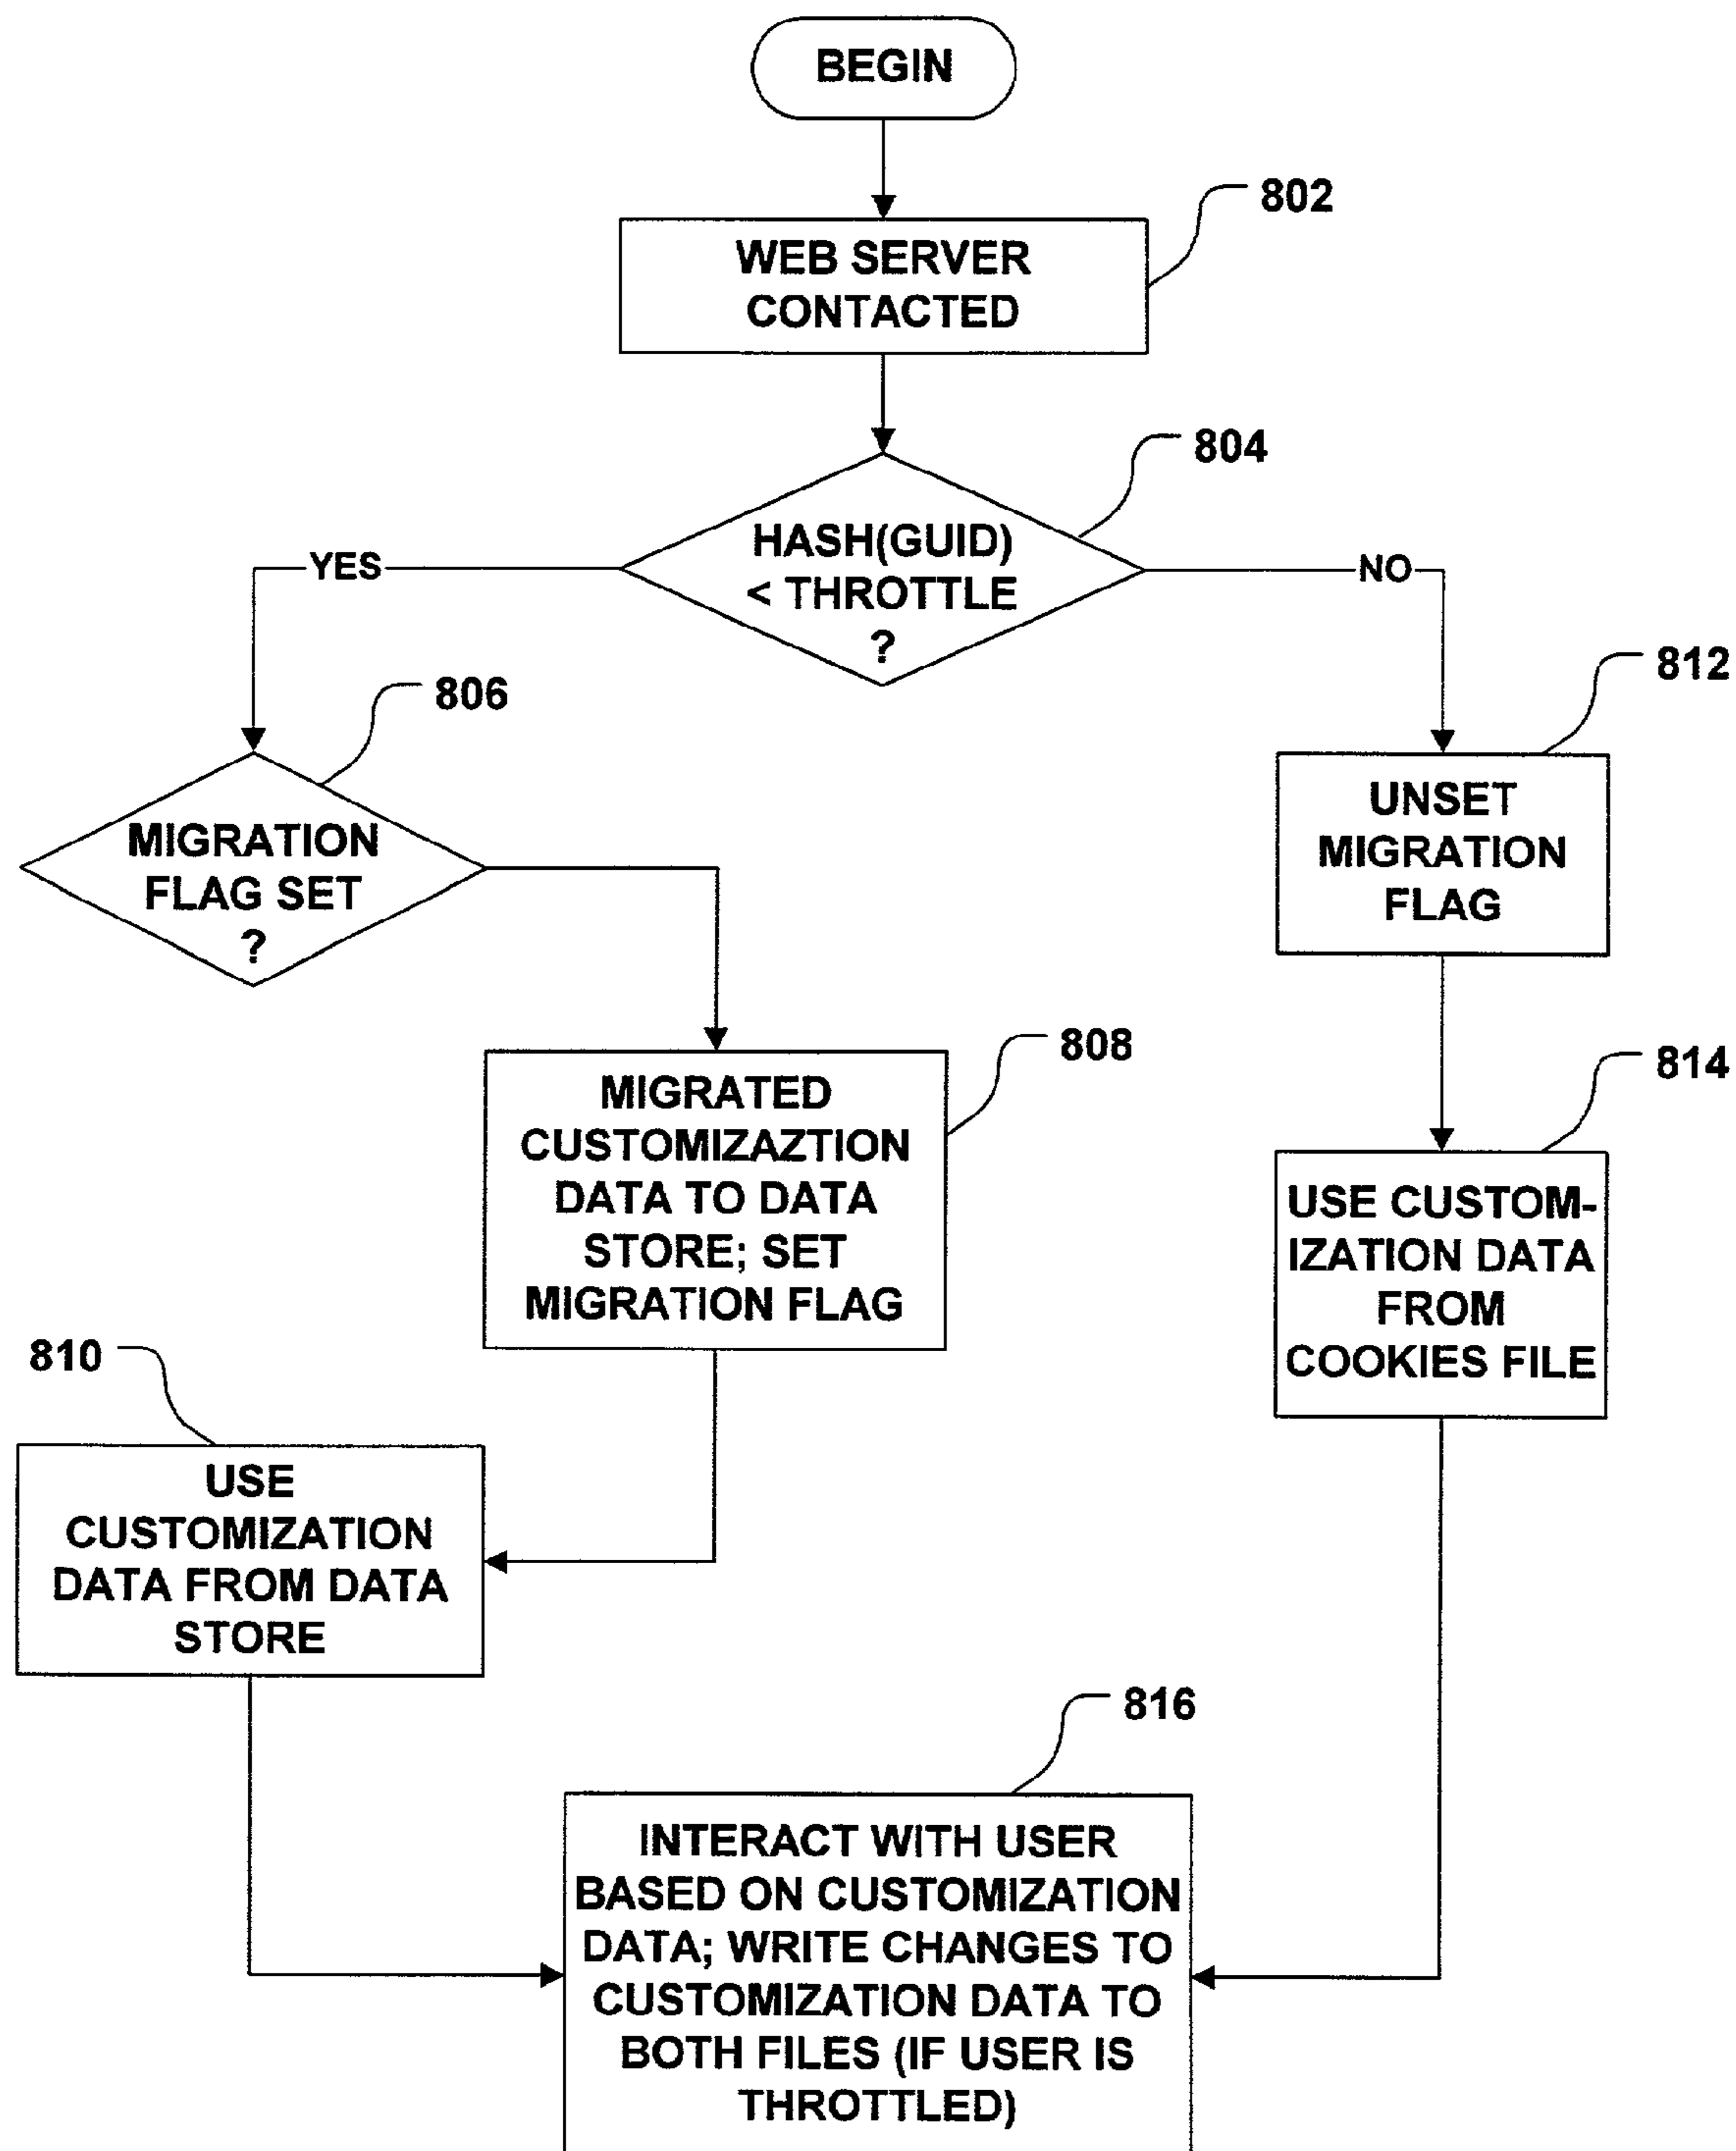 BEGIN
802
WEB SERVER
CONTACTED
804
HASH(GUID)
< THROTTLE
?
YES
NO
806
MIGRATION
FLAG SET
?
812
UNSET
MIGRATION
FLAG
808
MIGRATED
CUSTOMIZAZTION
DATA TO DATA
STORE; SET
MIGRATION FLAG
814
USE CUSTOM-
IZATION DATA
FROM
COOKIES FILE
810
USE
CUSTOMIZATION
DATA FROM DATA
STORE
816
INTERACT WITH USER
BASED ON CUSTOMIZATION
DATA; WRITE CHANGES TO
CUSTOMIZATION DATA TO
BOTH FILES (IF USER IS
THROTTLED)